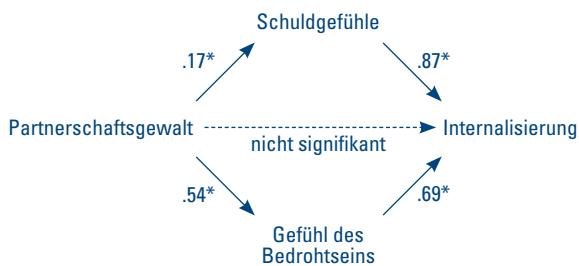 Schuldgefühle
.17*
.87*
Partnerschaftsgewalt
Internalisierung
nicht signifikant
.54*
.69*
Gefühl des
Bedrohtseins